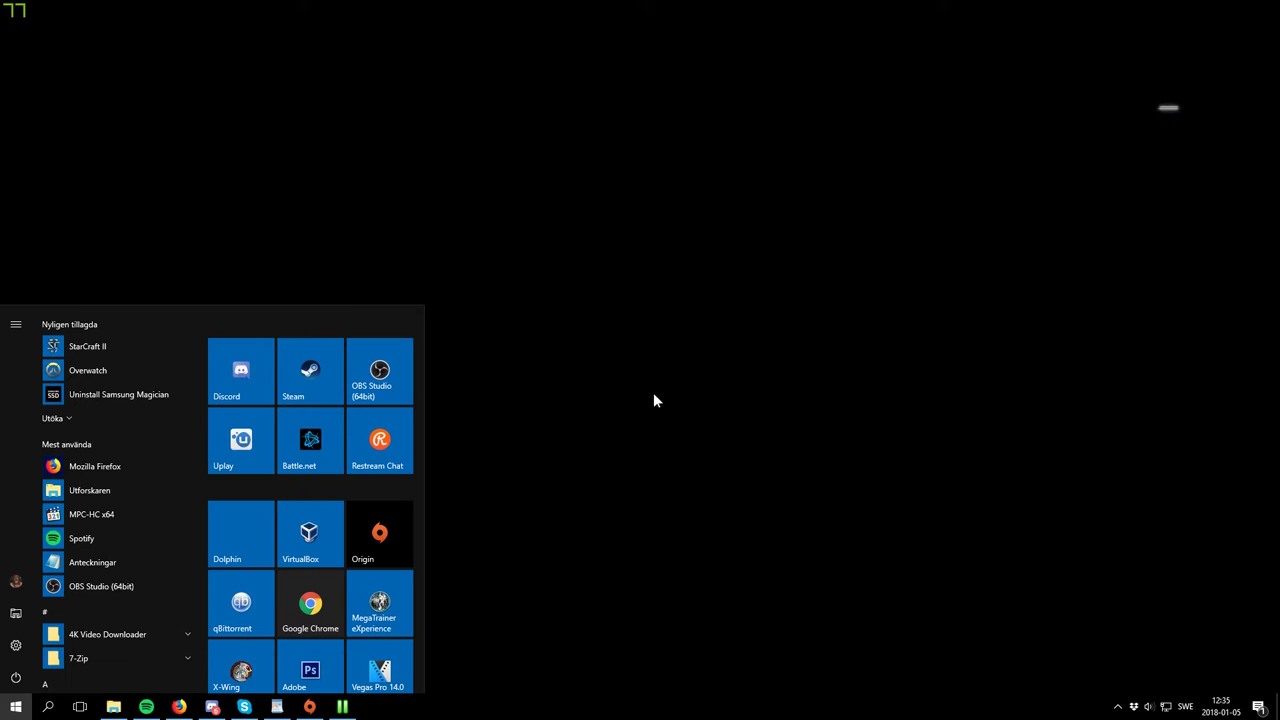 77
Nyligen tillagda
StarCraft II
Overwatch
Uninstall Samsung Magician
Utöka
Mest använda
Mozilla Firefox
Utforskaren
MPC-HC x64
Spotify
Anteckningar
OBS Studio (64bit)
#
4K Video Downloader
7-Zip
A
Discord
Steam
OBS Studio
(64bit)
Uplay
Battle.net
Restream Chat
Dolphin
VirtualBox
Origin
qBittorrent
Google Chrome
MegaTrainer
eXperience
X-Wing
Adobe
Vegas Pro 14.0
SWE
12:35
2018-01-05